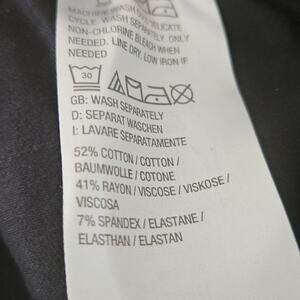 MACHINE WASH DELICATE
CYCLE. WASH SEPARATELY. ONLY
NON-CHLORINE BLEACH WHEN
NEEDED. LINE DRY, LOW IRON IF
NEEDED
30
GB: WASH SEPARATELY
D: SEPARAT WASCHEN
I: LAVARE SEPARATAMENTE
52% COTTON / COTTON /
BAUMWOLLE / COTONE
41% RAYON / VISCOSE / VISKOSE /
VISCOSA
7% SPANDEX / ELASTANE /
ELASTHAN / ELASTAN